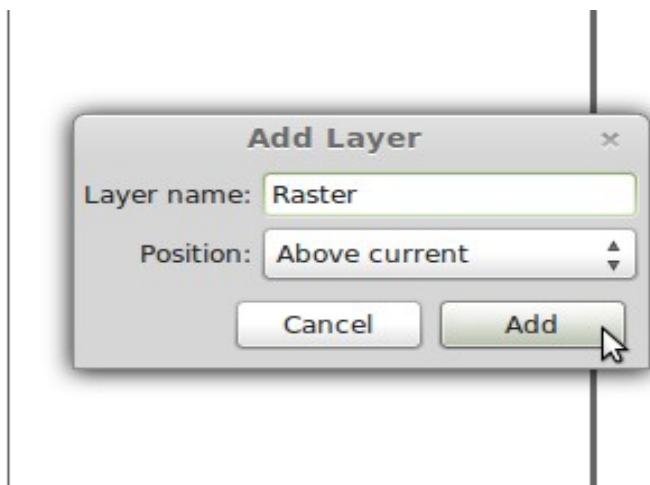 Add Layer
Layer name: Raster
Position: Above current
Cancel Add